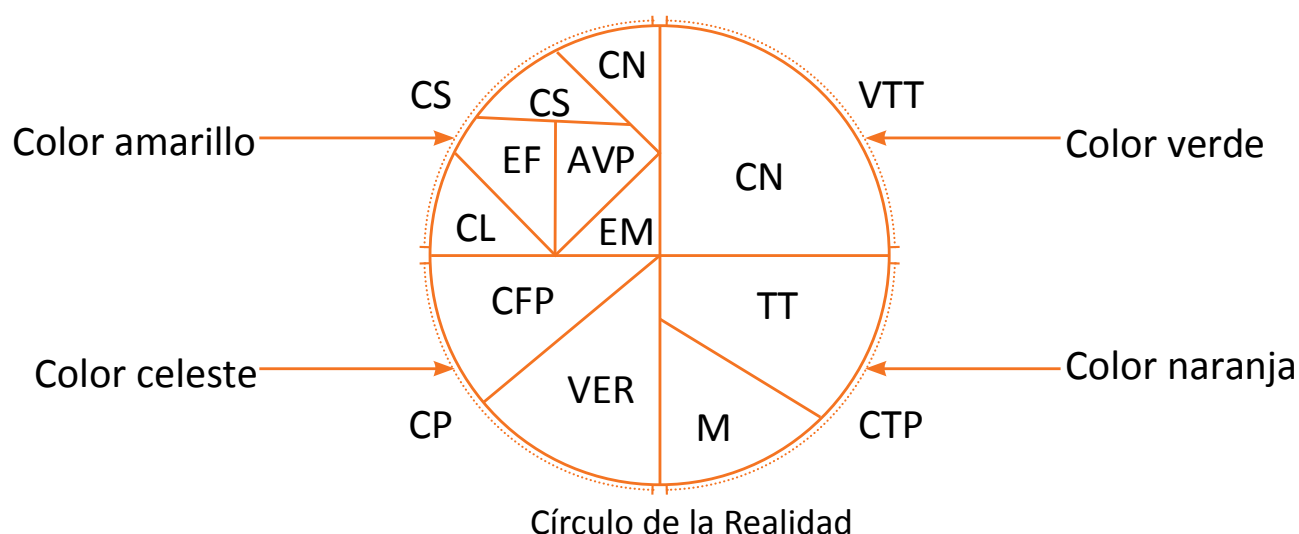 CN
CS
VTT
CS
Color amarillo
Color verde
EF
AVP
CN
CL
EM
CFP
TT
Color celeste
Color naranja
VER
CP
M
CTP
Círculo de la Realidad